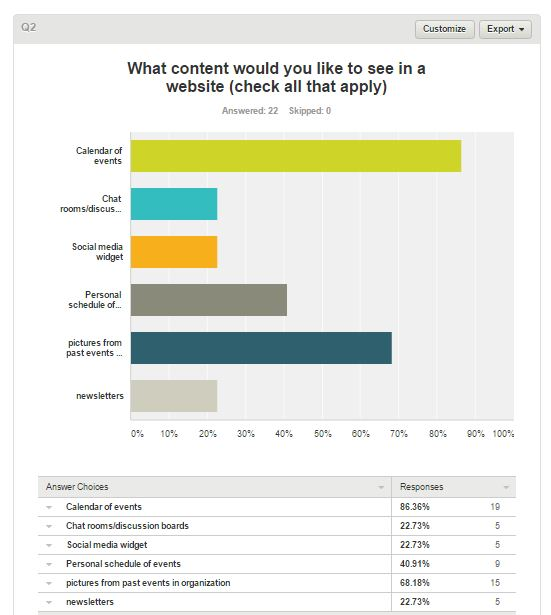 Q2
Customize
Export
What content would you like to see in a
website (check all that apply)
Answered: 22 Skipped: 0
Calendar of
events
Chat
rooms/discus...
Social media
widget
Personal
schedule of...
pictures from
past events ...
newsletters
0% 10% 20% 30% 40% 50% 60% 70% 80% 90% 100%
Answer Choices Responses
Calendar of events 86.36% 19
Chat rooms/discussion boards 22.73% 5
Social media widget 22.73% 5
Personal schedule of events 40.91% 9
pictures from past events in organization 68.18% 15
newsletters 22.73% 5